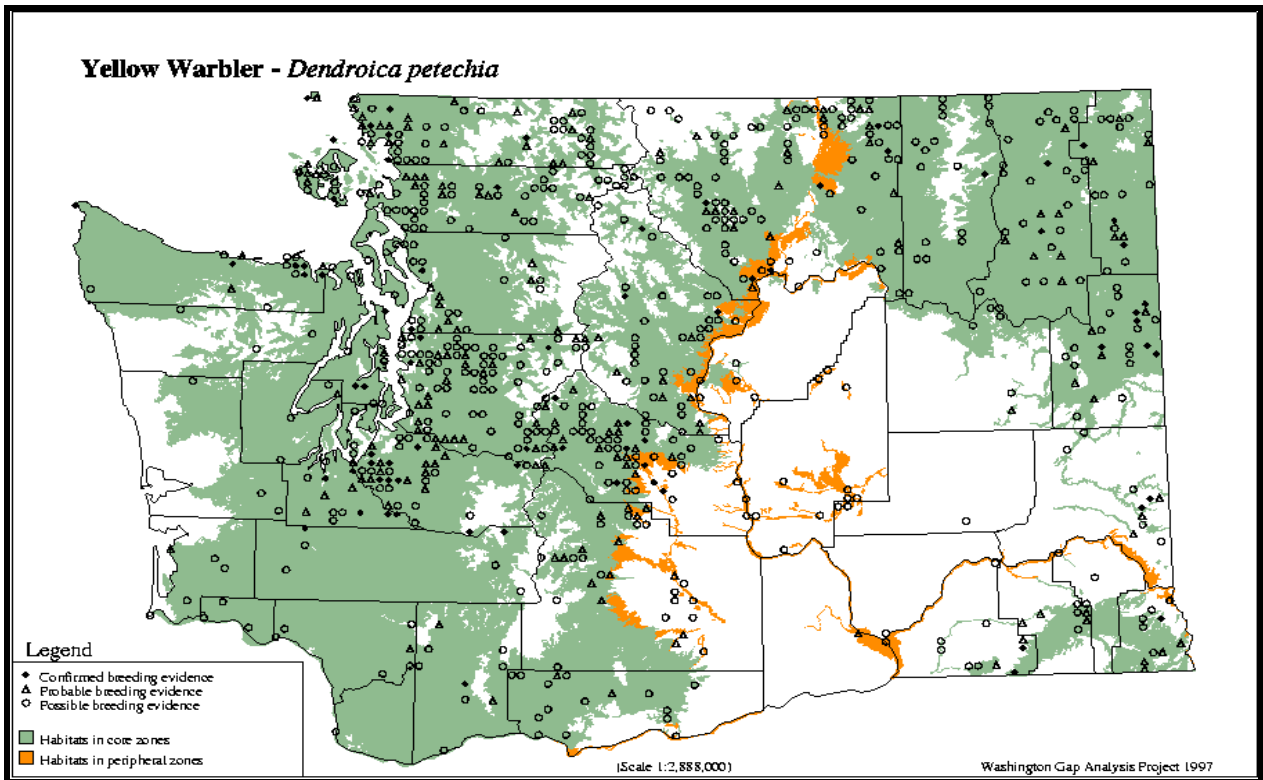 Yellow Warbler - Dendroica petechia
Legend
Confirmed breeding evidence
Probable breeding evidence
Possible breeding evidence
Habitats in core zones
Habitats in peripheral zones
(Scale 1:2,888,000)
Washington Gap Analysis Project 1997